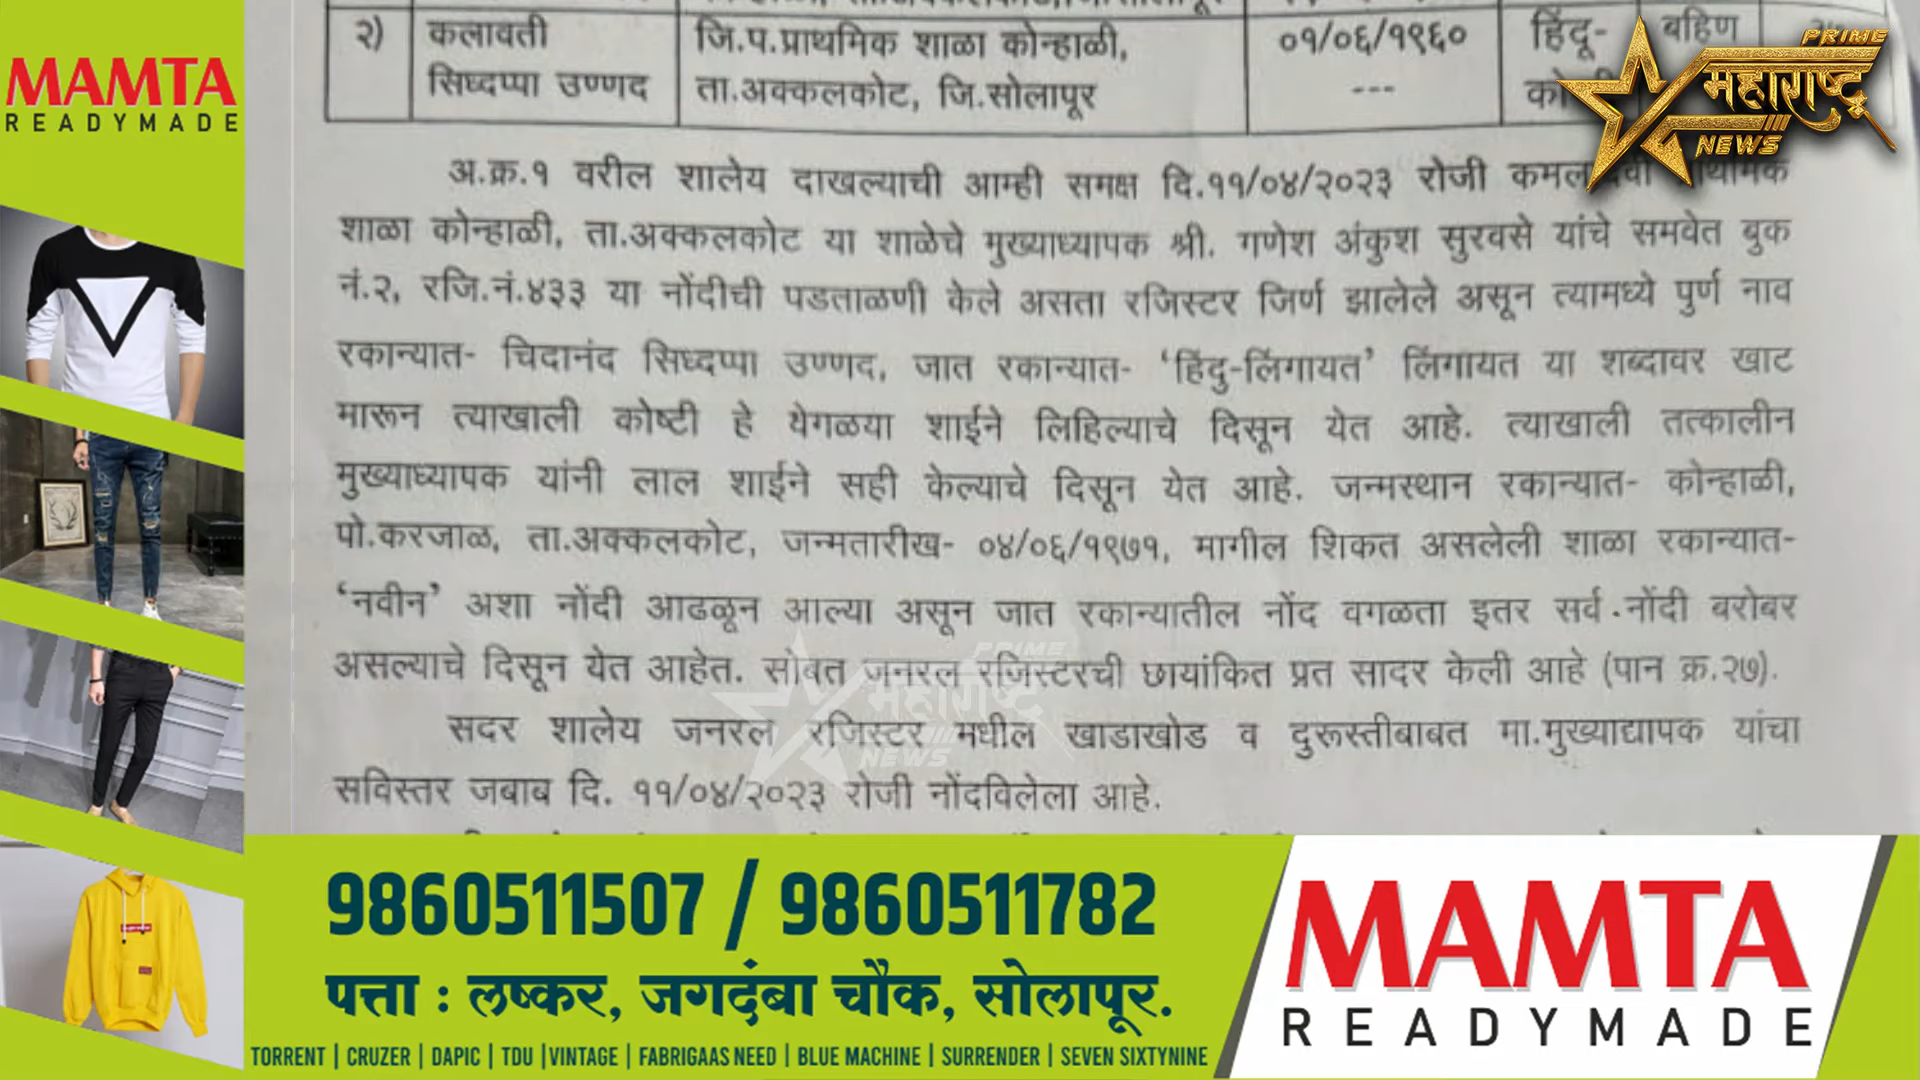 MAMTA
READYMADE
२)
कलावती
सिध्दप्पा उण्णद
जि.प.प्राथमिक शाळा कोन्हाळी,
ता.अक्कलकोट, जि.सोलापूर
०१/०६/१९६०
---
हिंदू-
बहिण
PRIME
महाराष्ट्र
NEWS
अ.क्र.१ वरील शालेय दाखल्याची आम्ही समक्ष दि.११/०४/२०२३ रोजी
शाळा कोन्हाळी, ता.अक्कलकोट या शाळेचे मुख्याध्यापक श्री. गणेश अंकुश सुरवसे यांचे समवेत बुक
नं.२, रजि.नं.४३३ या नोंदीची पडताळणी केले असता रजिस्टर जिर्ण झालेले असून त्यामध्ये पुर्ण नाव
रकान्यात- चिदानंद सिध्दप्पा उण्णद, जात रकान्यात- 'हिंदु-लिंगायत' लिंगायत या शब्दावर खाट
मारून त्याखाली कोष्टी हे येगळया शाईने लिहिल्याचे दिसून येत आहे. त्याखाली तत्कालीन
मुख्याध्यापक यांनी लाल शाईने सही केल्याचे दिसून येत आहे. जन्मस्थान रकान्यात- कोन्हाळी,
पो.करजाळ, ता.अक्कलकोट, जन्मतारीख- ०४/०६/१९७१, मागील शिकत असलेली शाळा रकान्यात-
'नवीन' अशा नोंदी आढळून आल्या असून जात रकान्यातील नोंद वगळता इतर सर्व नोंदी बरोबर
असल्याचे दिसून येत आहेत. सोबत जनरल रजिस्टरची छायांकित प्रत सादर केली आहे (पान क्र.२७).
सदर शालेय जनरल रजिस्टर मधील खाडाखोड व दुरूस्तीबाबत मा.मुख्याद्यापक यांचा
सविस्तर जबाब दि. ११/०४/२०२३ रोजी नोंदविलेला आहे.
PRIME
महाराष्ट्र
NEWS
9860511507 / 9860511782
पत्ता : लष्कर, जगदंबा चौक, सोलापूर.
TORRENT | CRUZER | DAPIC | TDU |VINTAGE | FABRIGAAS NEED | BLUE MACHINE | SURRENDER | SEVEN SIXTYNINE
MAMTA
READYMADE